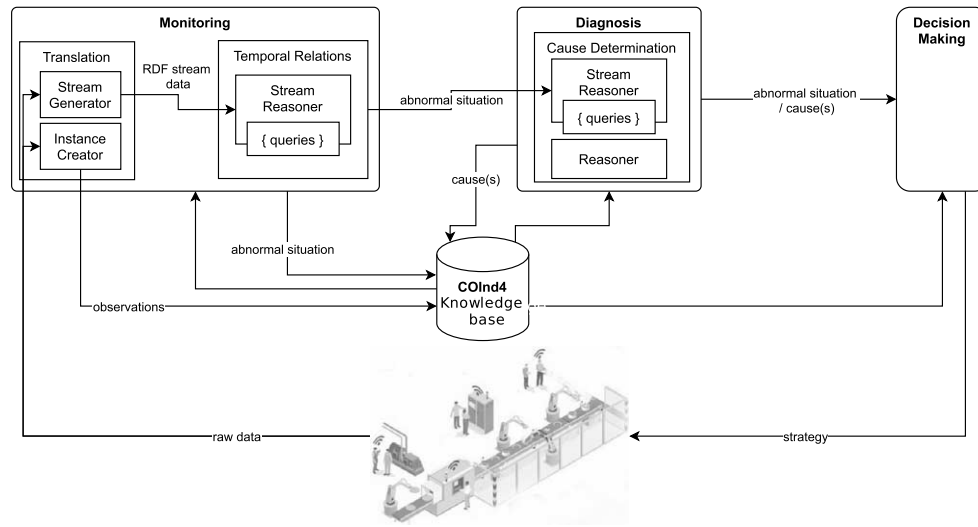 Monitoring
Translation
Stream
Generator
Instance
Creator
RDF stream
data
Temporal Relations
Stream
Reasoner
{ queries }
abnormal situation
Diagnosis
Cause Determination
Stream
Reasoner
{ queries }
Reasoner
abnormal situation
/ cause(s)
Decision
Making
cause(s)
abnormal situation
observations
COInd4
Knowledge
base
raw data
strategy